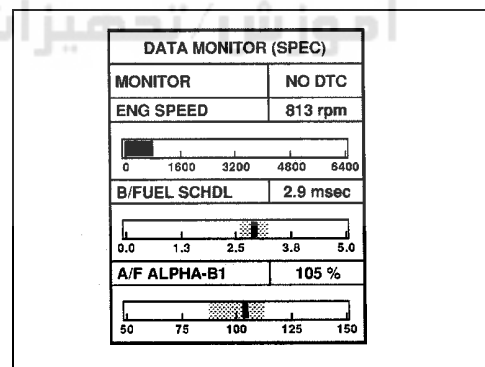 آموزش/تجهیزات
DATA MONITOR (SPEC)
MONITOR NO DTC
ENG SPEED 813 rpm
0 1600 3200 4800 6400
B/FUEL SCHDL 2.9 msec
0.0 1.3 2.5 3.8 5.0
A/F ALPHA-B1 105 %
50 75 100 125 150